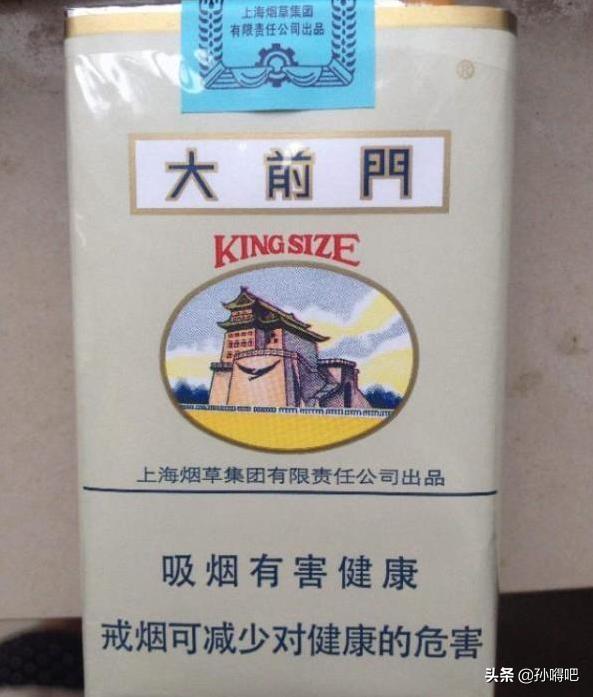 上海烟草集团
有限责任公司出品
®
大前門
KING SIZE
上海烟草集团有限责任公司出品
吸烟有害健康
戒烟可减少对健康的危害
头条 @孙嘚吧